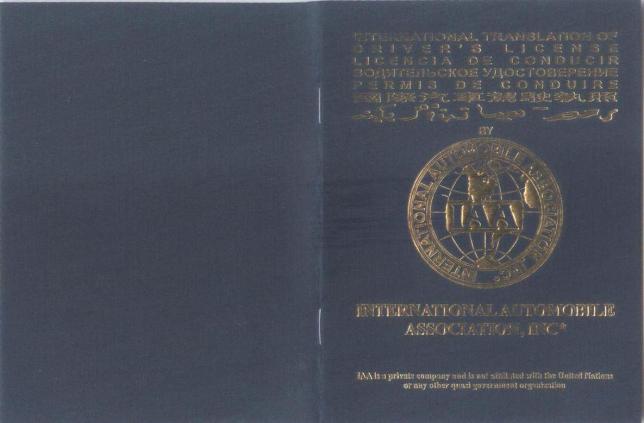 INTERNATIONAL TRANSLATION OF
DRIVER'S LICENSE
LICENCIA DE CONDUCIR
ВОДИТЕЛЬСКОЕ УДОСТОВЕРЕНИЕ
PERMIS DE CONDUIRE
BY
INTERNATIONAL AUTOMOBILE ASSOCIATION, INC.
IAA
INTERNATIONAL AUTOMOBILE
ASSOCIATION, INC*
IAA is a private company and is not affiliated with the United Nations
or any other quasi government organization